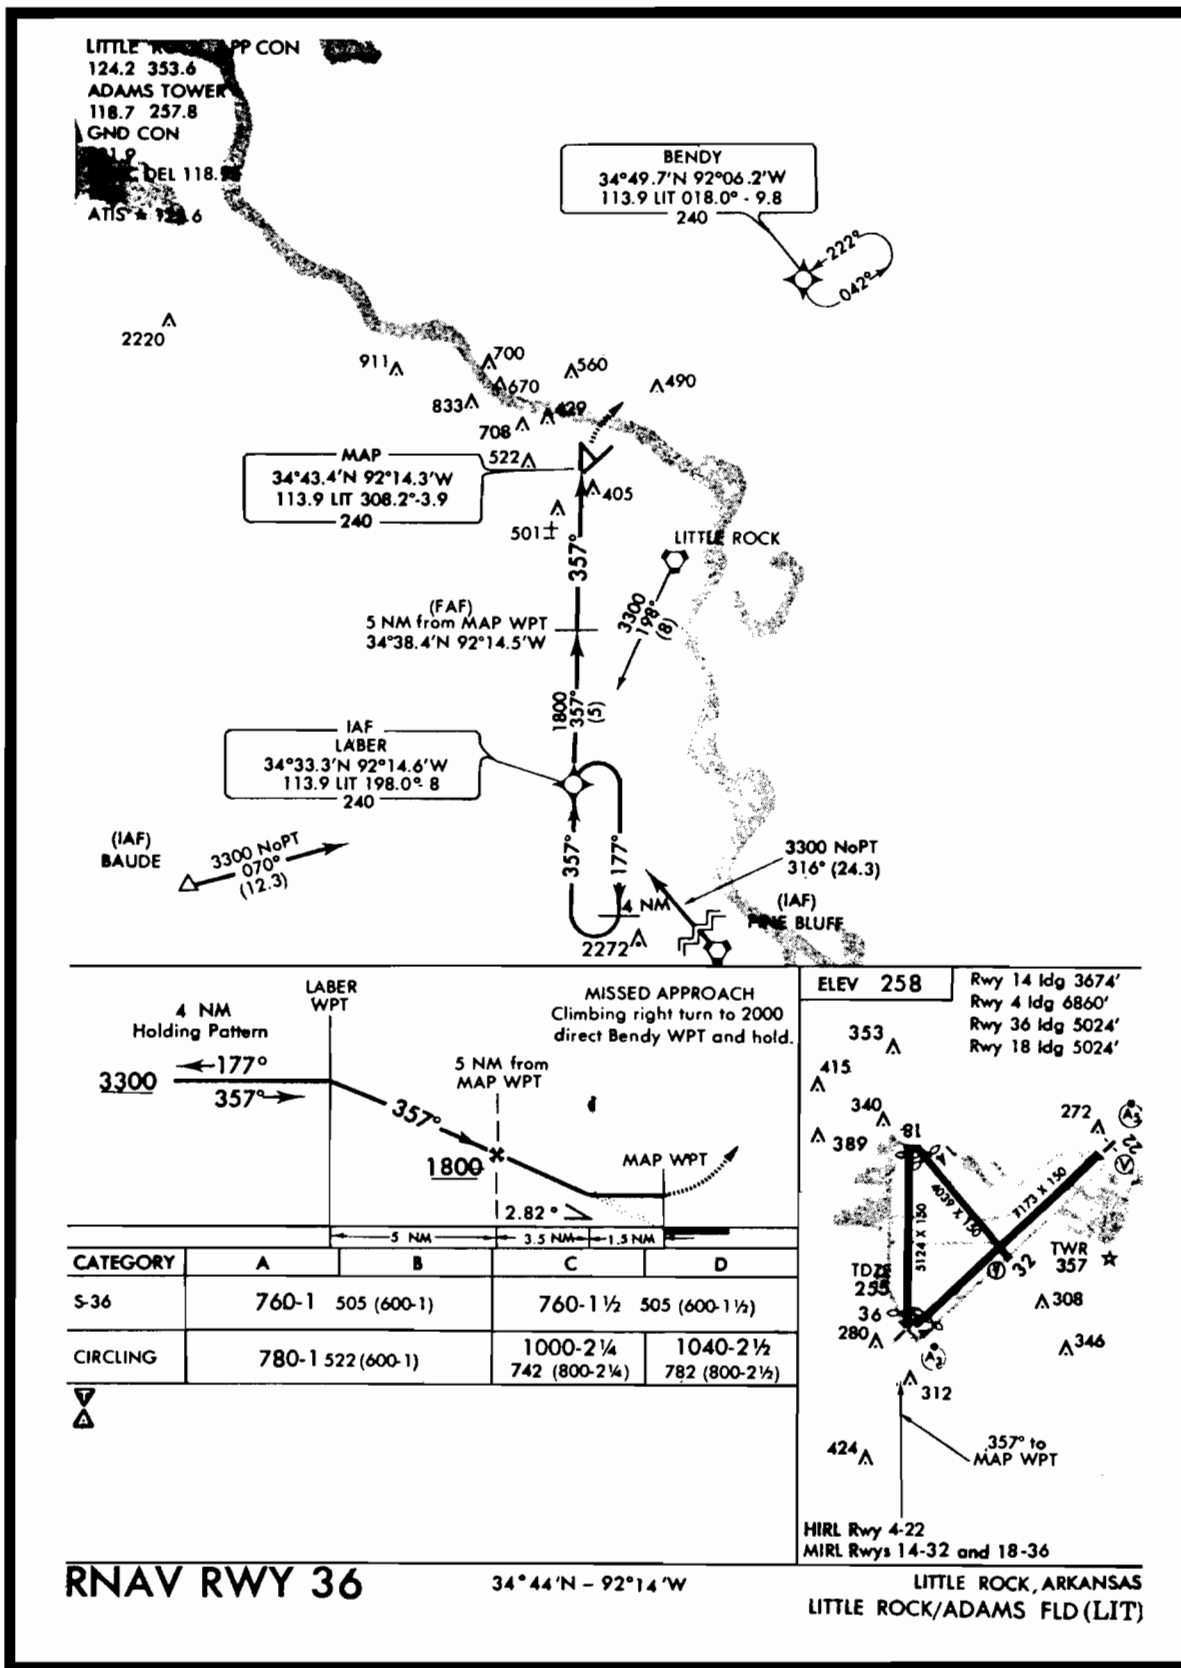 LITTLE PP CON
124.2 353.6
ADAMS TOWER
118.7 257.8
GND CON
DEL
ATIS
BENDY
34°49.7'N 92°06.2'W
113.9 LIT 018.0° - 9.8
240
222°
042°
2220
911
700
670
560
490
833
429
708
522
MAP
34°43.4'N 92°14.3'W
113.9 LIT 308.2°-3.9
240
405
501±
357°
LITTLE ROCK
3300
198°
(8)
(FAF)
5 NM from MAP WPT
34°38.4'N 92°14.5'W
1800
357°
(5)
IAF
LABER
34°33.3'N 92°14.6'W
113.9 LIT 198.0°- 8
240
(IAF)
BAUDE
3300 NoPT
070°
(12.3)
357°
177°
4 NM
2272
3300 NoPT
316° (24.3)
(IAF)
PINE BLUFF
LABER
WPT
4 NM
Holding Pattern
177°
3300
357°
MISSED APPROACH
Climbing right turn to 2000
direct Bendy WPT and hold.
5 NM from
MAP WPT
357°
1800
MAP WPT
2.82°
5 NM
3.5 NM
1.5 NM
CATEGORY A B C D
S-36 760-1 505 (600-1) 760-1½ 505 (600-1½)
CIRCLING 780-1 522 (600-1) 1000-2¼ 742 (800-2¼) 1040-2½ 782 (800-2½)
T
A
ELEV 258
Rwy 14 ldg 3674'
Rwy 4 ldg 6860'
Rwy 36 ldg 5024'
Rwy 18 ldg 5024'
353
415
340
389
272
A5
18
22
V
4039 X 150
7173 X 150
5124 X 150
TDZE
255
36
32
V
TWR
357
308
346
280
312
424
357° to
MAP WPT
HIRL Rwy 4-22
MIRL Rwys 14-32 and 18-36
RNAV RWY 36
34°44'N – 92°14'W
LITTLE ROCK, ARKANSAS
LITTLE ROCK/ADAMS FLD (LIT)